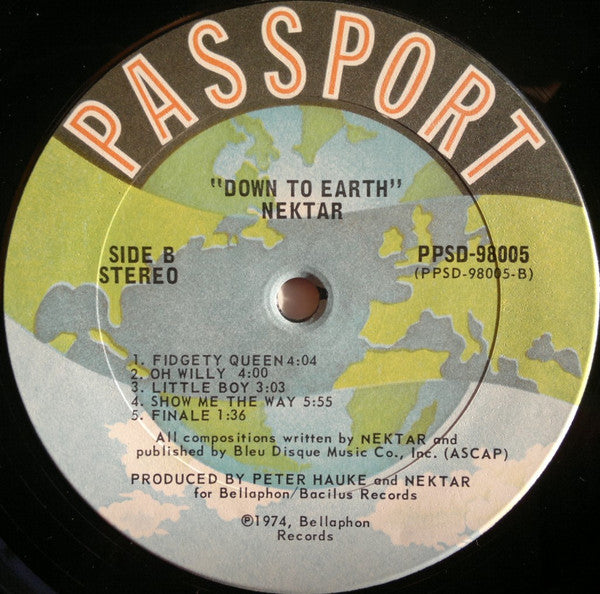 PASSPORT
"DOWN TO EARTH"
NEKTAR
SIDE B
STEREO
PPSD-98005
(PPSD-98005-B)
1. FIDGETY QUEEN 4:04
2. OH WILLY 4:00
3. LITTLE BOY 3:03
4. SHOW ME THE WAY 5:55
5. FINALE 1:36
All compositions written by NEKTAR and
published by Bleu Disque Music Co., Inc. (ASCAP)
PRODUCED BY PETER HAUKE and NEKTAR
for Bellaphon/Bacilus Records
℗1974, Bellaphon
Records